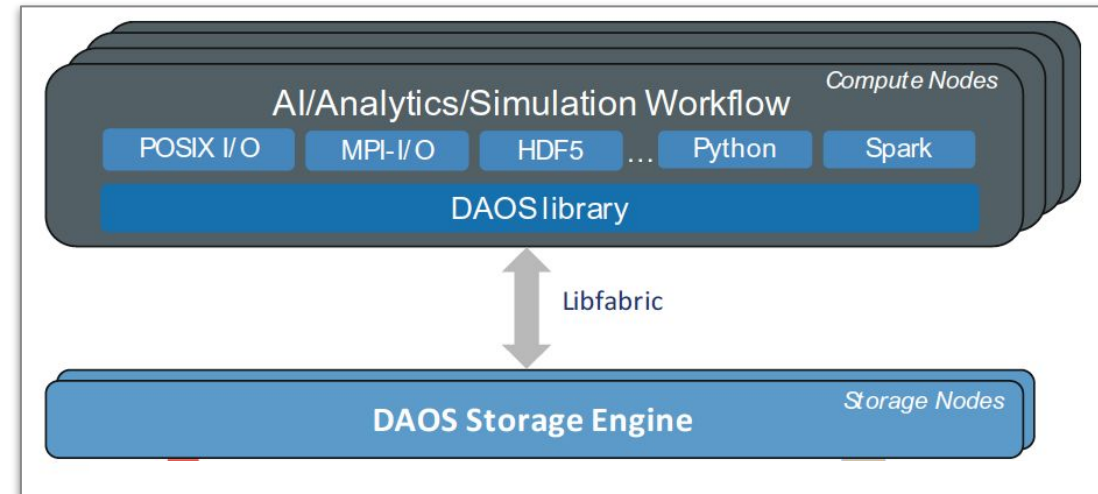 Compute Nodes
AI/Analytics/Simulation Workflow
POSIX I/O MPI-I/O HDF5 ... Python Spark
DAOS library
Libfabric
Storage Nodes
DAOS Storage Engine